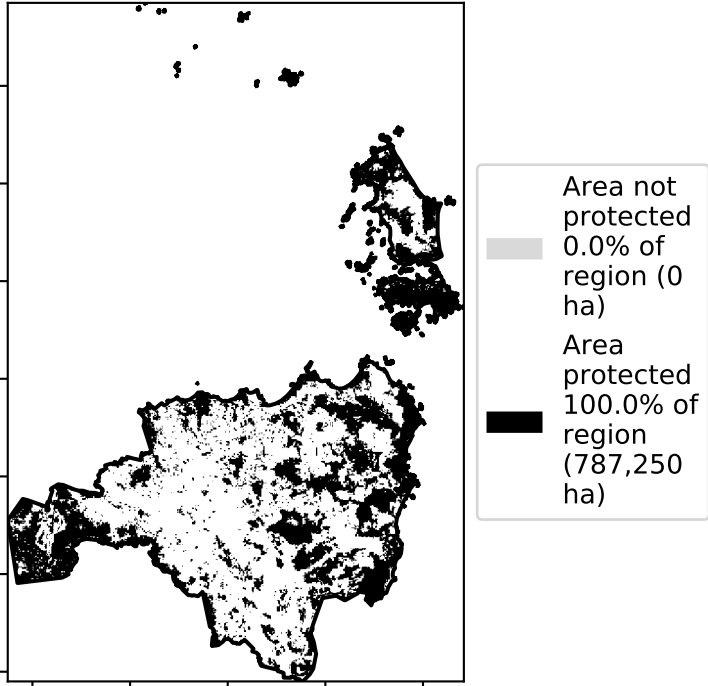 Area not
protected
0.0% of
region (0
ha)
Area
protected
100.0% of
region
(787,250
ha)